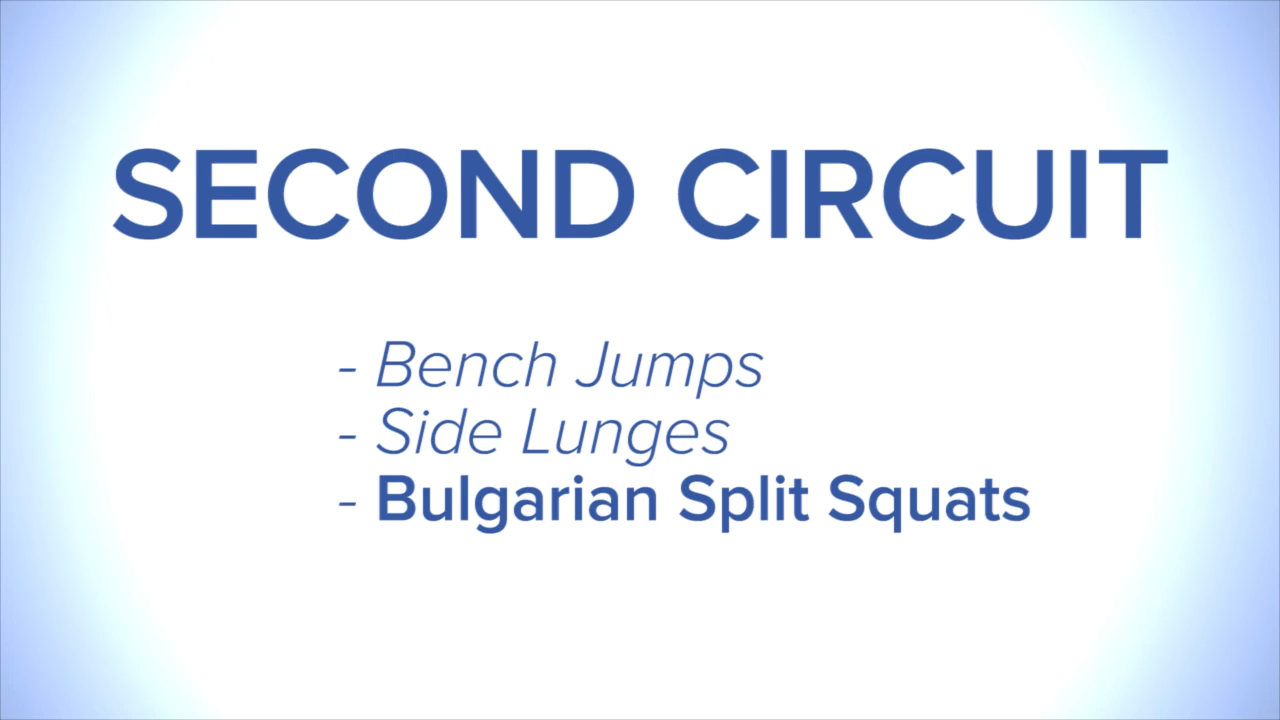 SECOND CIRCUIT
- Bench Jumps
- Side Lunges
- Bulgarian Split Squats